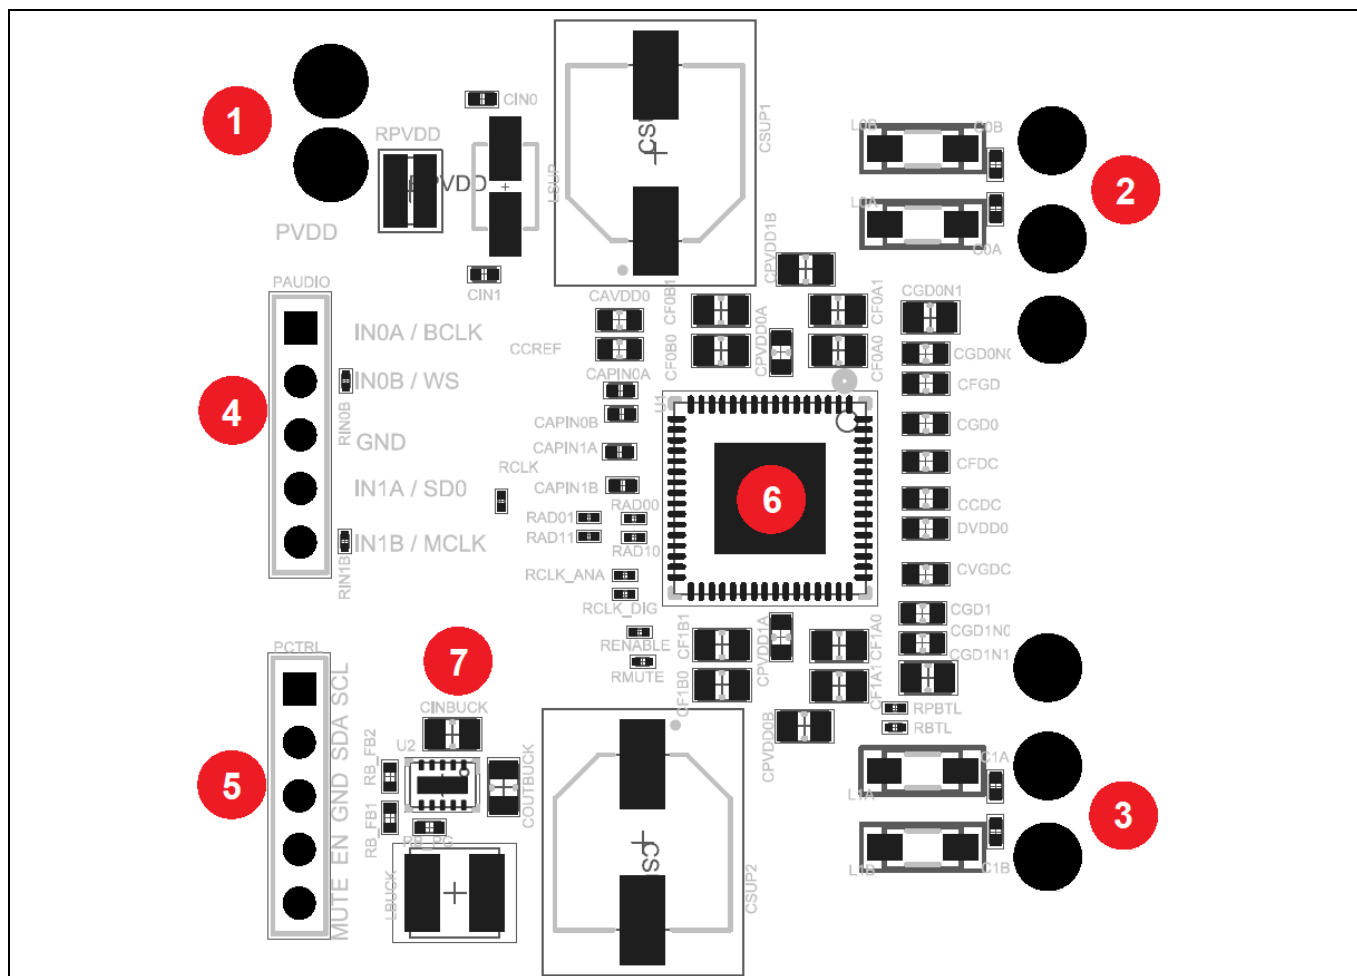 1
CIN0
RPVDD
RPVDD
LSUP
CSUP1
PVDD
CIN1
L0B
C0B
2
L0A
C0A
PAUDIO
IN0A / BCLK
IN0B / WS
RIN0B
GND
IN1A / SD0
IN1B / MCLK
RIN1B
4
CAVDD0
CCREF
CAPIN0A
CAPIN0B
CAPIN1A
RCLK
CAPIN1B
RAD00
RAD01
RAD11
RAD10
RCLK_ANA
RCLK_DIG
RENABLE
RMUTE
CF0B1
CF0B0
CPVDD0A
CPVDD1B
CF0A1
CF0A0
U1
6
CGD0N1
CGD0N0
CFGD
CGD0
CFDC
CCDC
DVDD0
CVGDC
CGD1
CGD1N0
CGD1N1
CF1B1
CF1B0
CPVDD1A
CPVDD0B
CF1A0
CF1A1
RPBTL
RBTL
PCTRL
MUTE EN GND SDA SCL
5
7
CINBUCK
U2
RB_FB2
RB_FB1
COUTBUCK
LBUCK
CSUP2
C1A
L1A
3
C1B